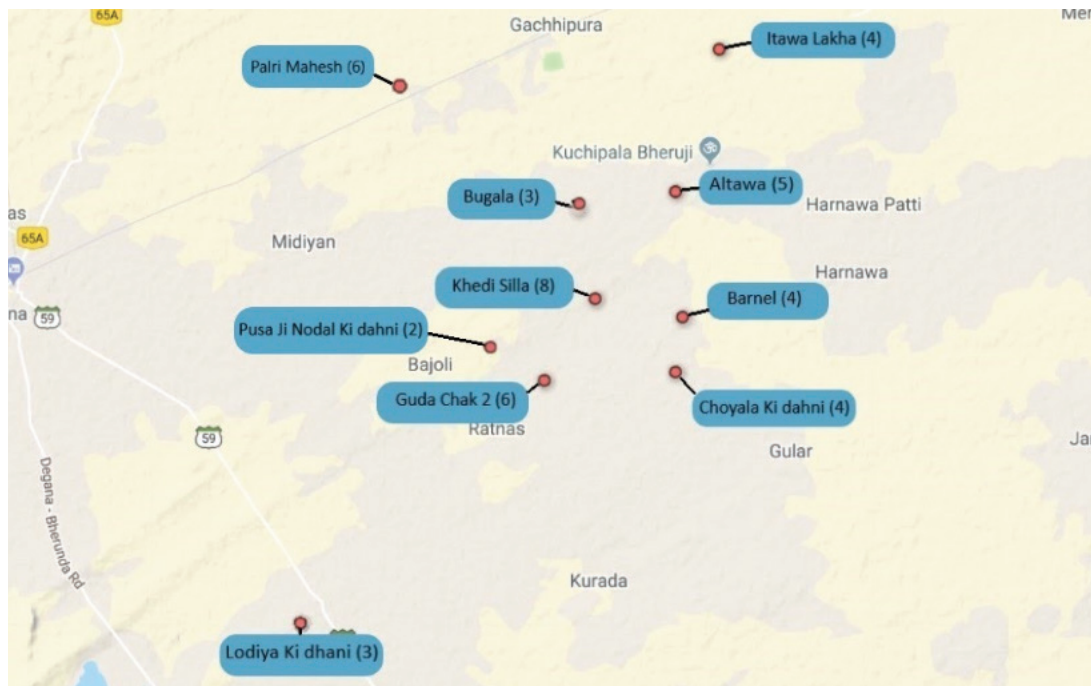 65A
Gachhipura
Mer
Itawa Lakha (4)
Palri Mahesh (6)
Kuchipala Bheruji
Altawa (5)
Bugala (3)
Harnawa Patti
as
65A
Midiyan
Harnawa
Khedi Silla (8)
Barnel (4)
na
59
Pusa Ji Nodal Ki dahni (2)
Bajoli
Guda Chak 2 (6)
Choyala Ki dahni (4)
Ratnas
59
Gular
Jar
Degana - Bherunda Rd
Kurada
Lodiya Ki dhani (3)